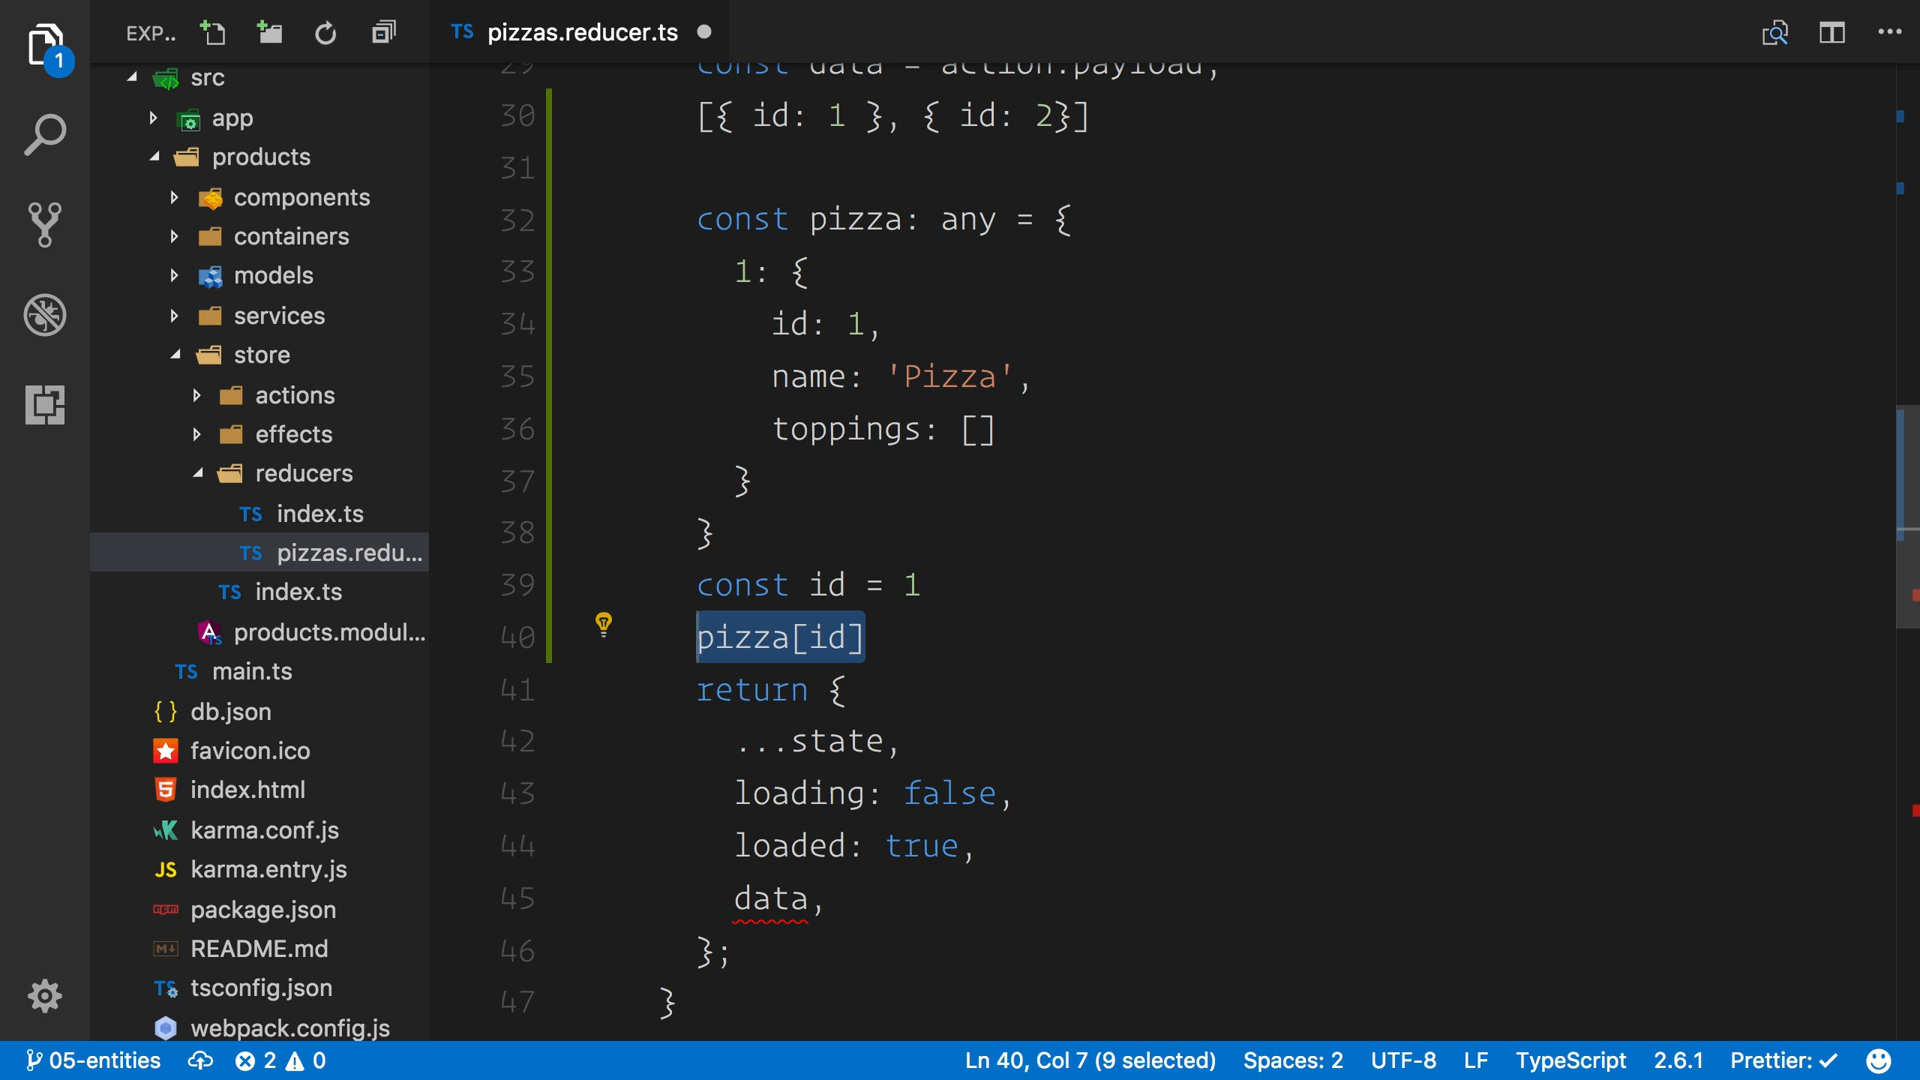 EXP..
TS pizzas.reducer.ts
1
src
app
products
components
containers
models
services
store
actions
effects
reducers
TS index.ts
TS pizzas.redu...
TS index.ts
products.modul...
TS main.ts
{ } db.json
favicon.ico
index.html
karma.conf.js
JS karma.entry.js
package.json
README.md
tsconfig.json
webpack.config.js
29 const data = action.payload;
30 [{ id: 1 }, { id: 2}]
31
32 const pizza: any = {
33 1: {
34 id: 1,
35 name: 'Pizza',
36 toppings: []
37 }
38 }
39 const id = 1
40 pizza[id]
41 return {
42 ...state,
43 loading: false,
44 loaded: true,
45 data,
46 };
47 }
05-entities 2 0 Ln 40, Col 7 (9 selected) Spaces: 2 UTF-8 LF TypeScript 2.6.1 Prettier: ✓